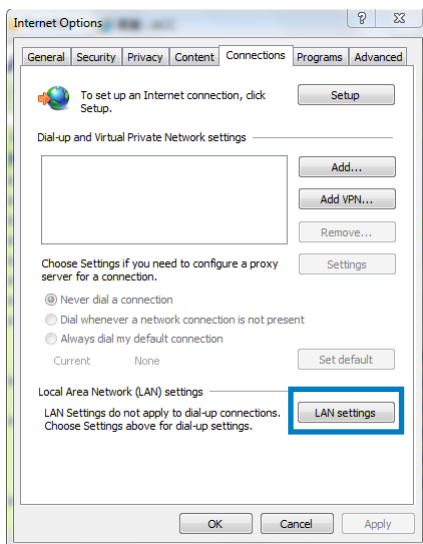 Internet Options
General Security Privacy Content Connections Programs Advanced
To set up an Internet connection, click
Setup.
Setup
Dial-up and Virtual Private Network settings
Add...
Add VPN...
Remove...
Choose Settings if you need to configure a proxy
server for a connection.
Settings
Never dial a connection
Dial whenever a network connection is not present
Always dial my default connection
Current None
Set default
Local Area Network (LAN) settings
LAN Settings do not apply to dial-up connections.
Choose Settings above for dial-up settings.
LAN settings
OK Cancel Apply